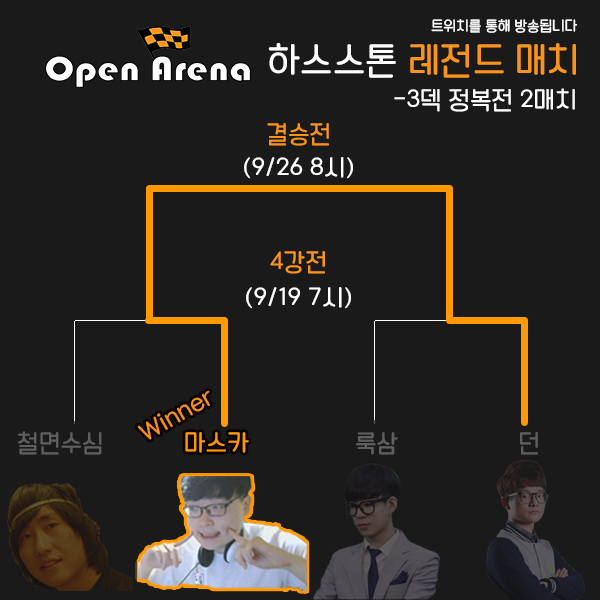 트위치를 통해 방송됩니다
Open Arena 하스스톤 레전드 매치
-3덱 정복전 2매치
결승전
(9/26 8시)
4강전
(9/19 7시)
Winner
철면수심 마스카 룩삼 던